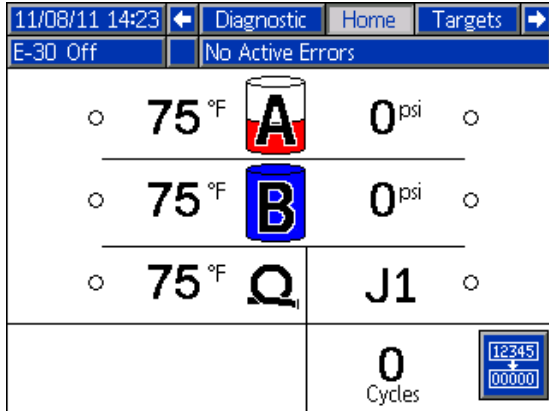 11/08/11 14:23 Diagnostic Home Targets
E-30 Off No Active Errors
75 °F A 0 psi
75 °F B 0 psi
75 °F J1
0
Cycles
12345
00000